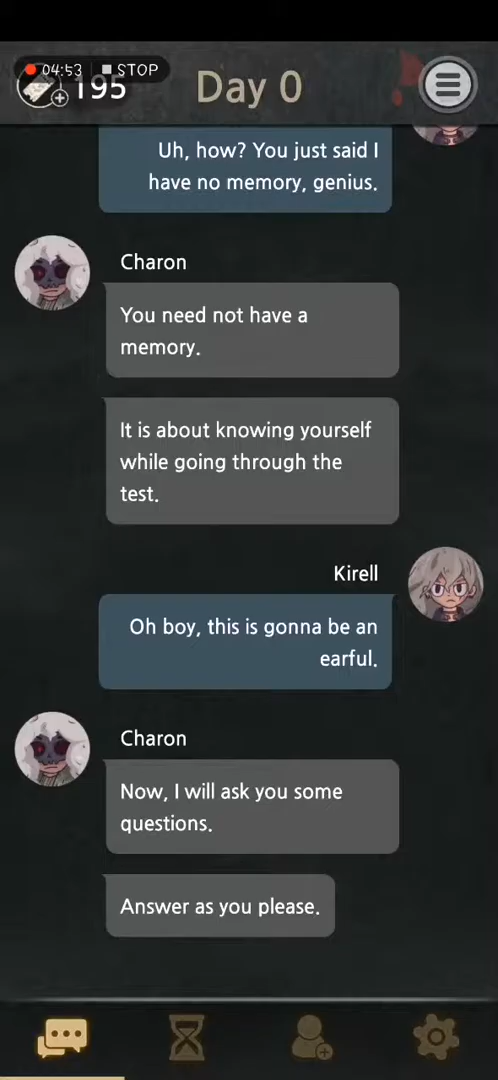 04:53 STOP
195
Day 0
Uh, how? You just said I
have no memory, genius.
Charon
You need not have a
memory.
It is about knowing yourself
while going through the
test.
Kirell
Oh boy, this is gonna be an
earful.
Charon
Now, I will ask you some
questions.
Answer as you please.